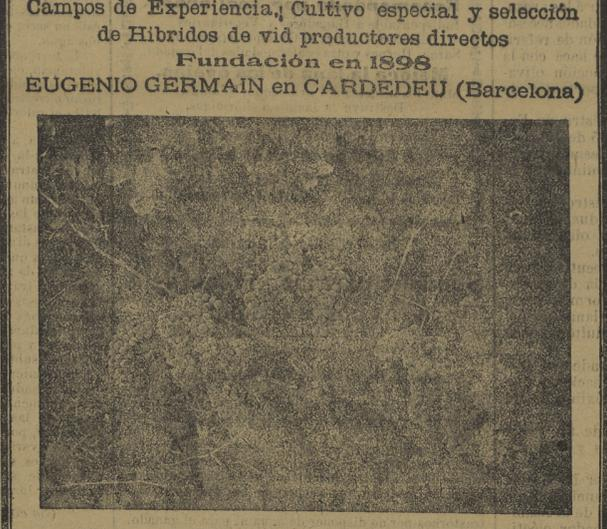 Campos de Experiencia, Cultivo especial y selección
de Hibridos de vid productores directos
Fundación en 1898
EUGENIO GERMAIN en CARDEDEU (Barcelona)